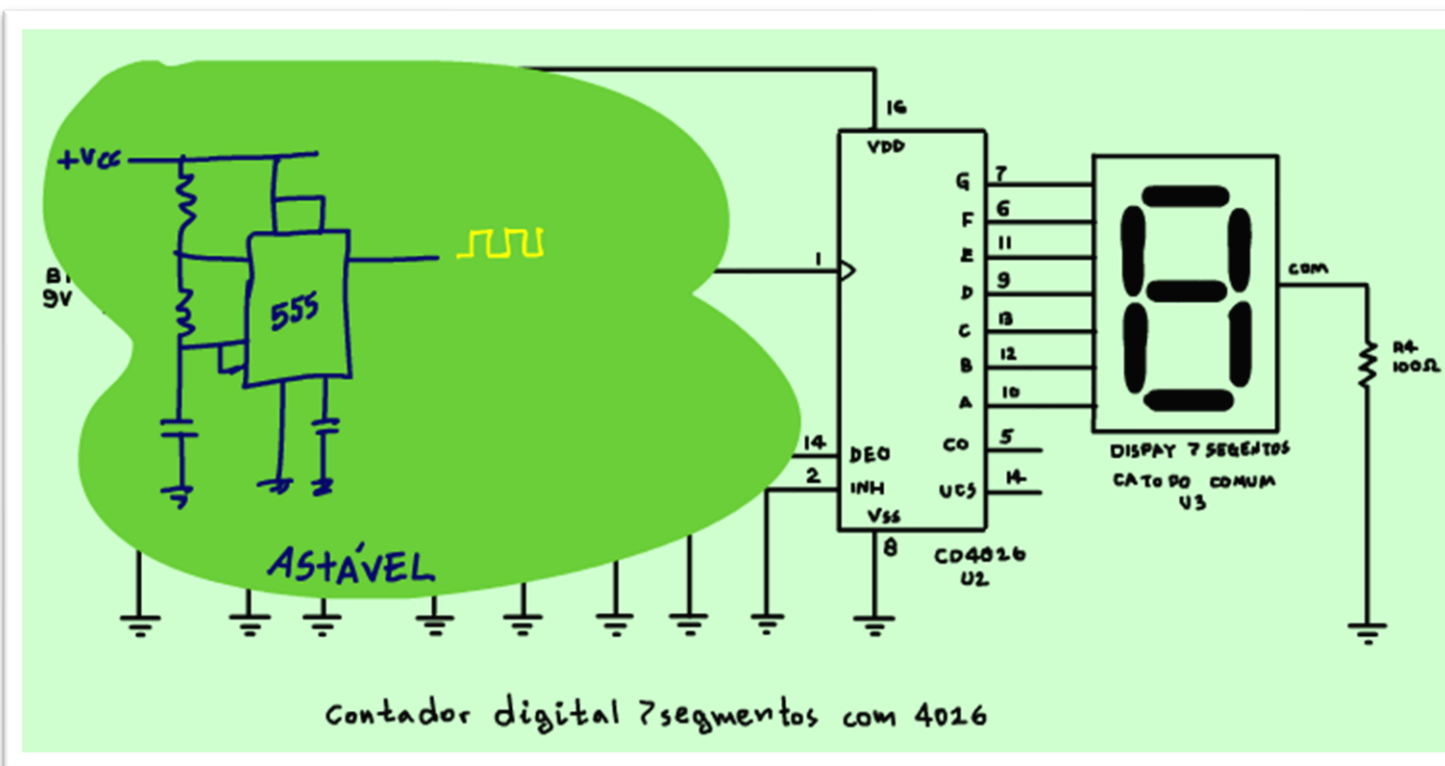 +Vcc
555
ASTÁVEL
9V
16
VDD
1
G 7
F 6
E 11
D 9
C 13
B 12
A 10
14 DEO
2 INH
CO 5
UCS 14
VSS
8
CD4026
U2
COM
R4
100Ω
DISPAY 7 SEGENTOS
CATODO COMUM
U3
Contador digital 7segmentos com 4026